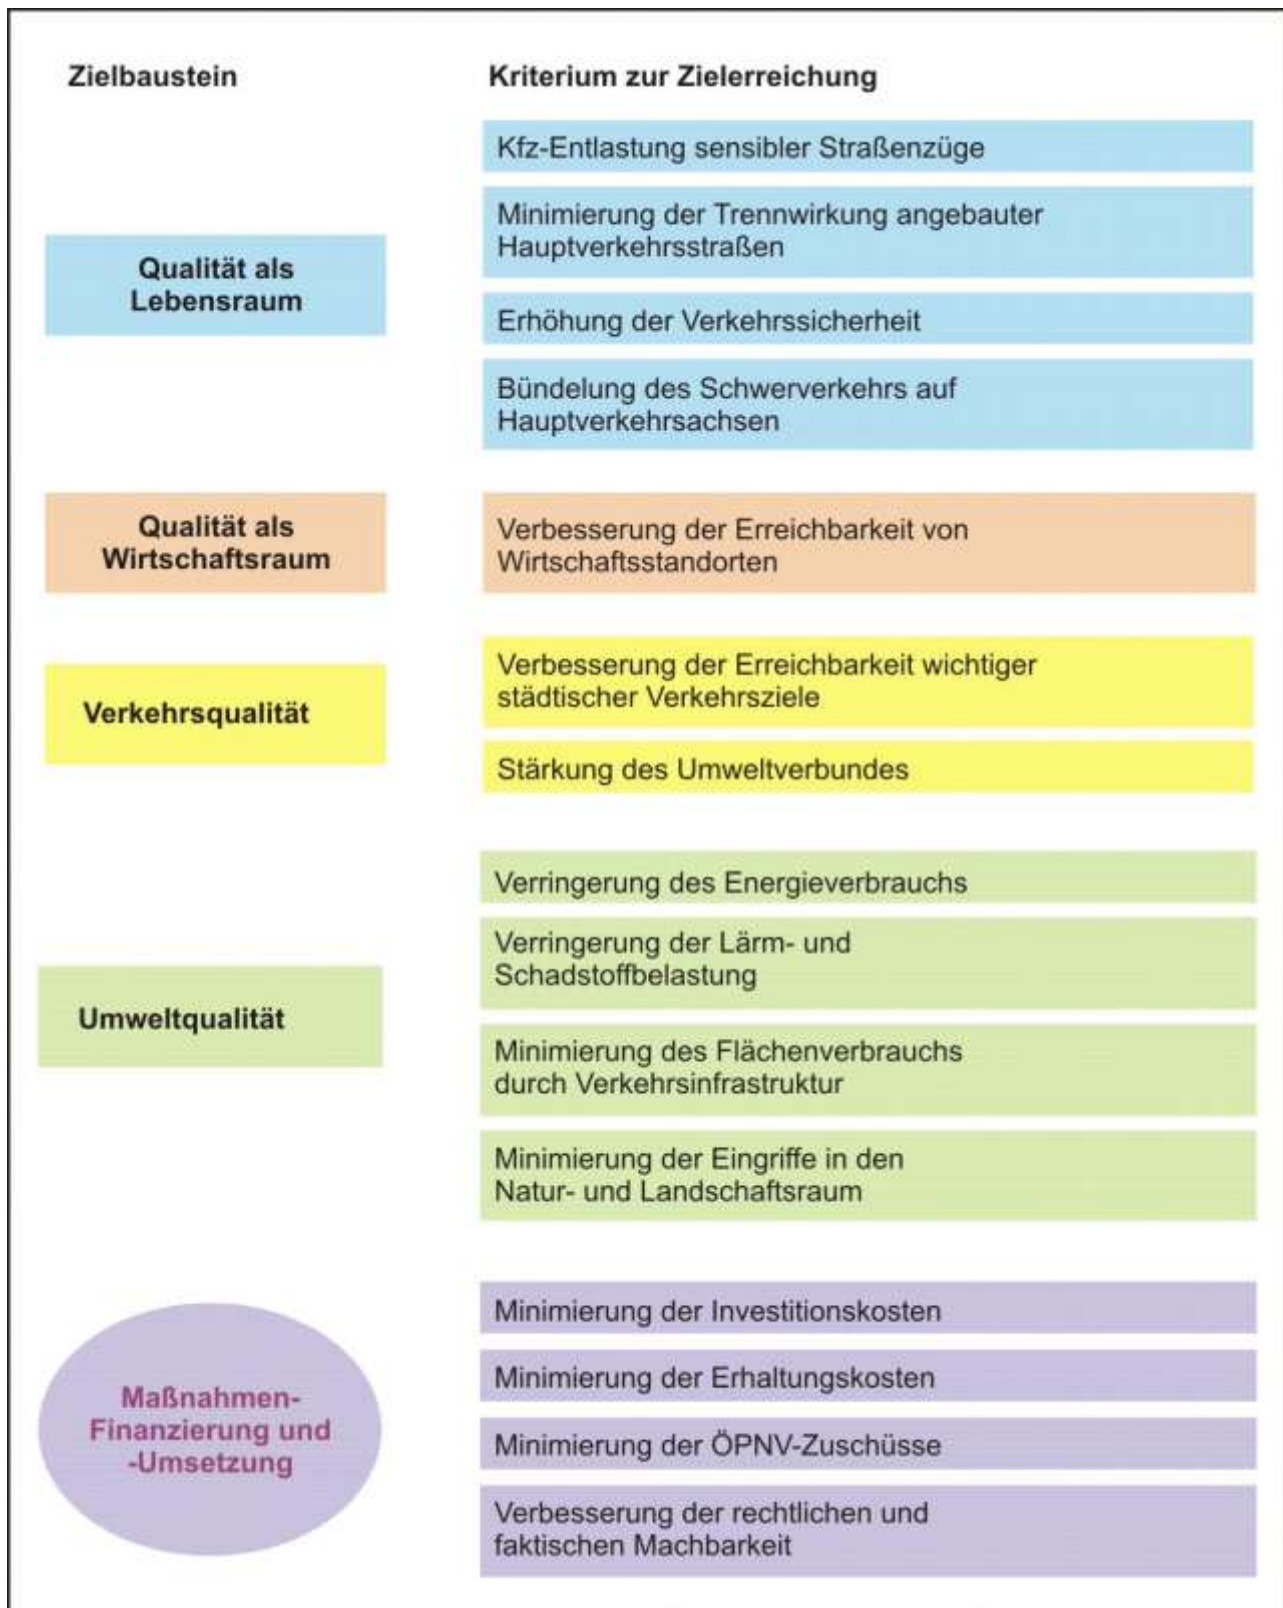 Zielbaustein
Kriterium zur Zielerreichung
Qualität als
Lebensraum
Kfz-Entlastung sensibler Straßenzüge
Minimierung der Trennwirkung angebauter
Hauptverkehrsstraßen
Erhöhung der Verkehrssicherheit
Bündelung des Schwerverkehrs auf
Hauptverkehrsachsen
Qualität als
Wirtschaftsraum
Verbesserung der Erreichbarkeit von
Wirtschaftsstandorten
Verkehrsqualität
Verbesserung der Erreichbarkeit wichtiger
städtischer Verkehrsziele
Stärkung des Umweltverbundes
Umweltqualität
Verringerung des Energieverbrauchs
Verringerung der Lärm- und
Schadstoffbelastung
Minimierung des Flächenverbrauchs
durch Verkehrsinfrastruktur
Minimierung der Eingriffe in den
Natur- und Landschaftsraum
Maßnahmen-
Finanzierung und
-Umsetzung
Minimierung der Investitionskosten
Minimierung der Erhaltungskosten
Minimierung der ÖPNV-Zuschüsse
Verbesserung der rechtlichen und
faktischen Machbarkeit